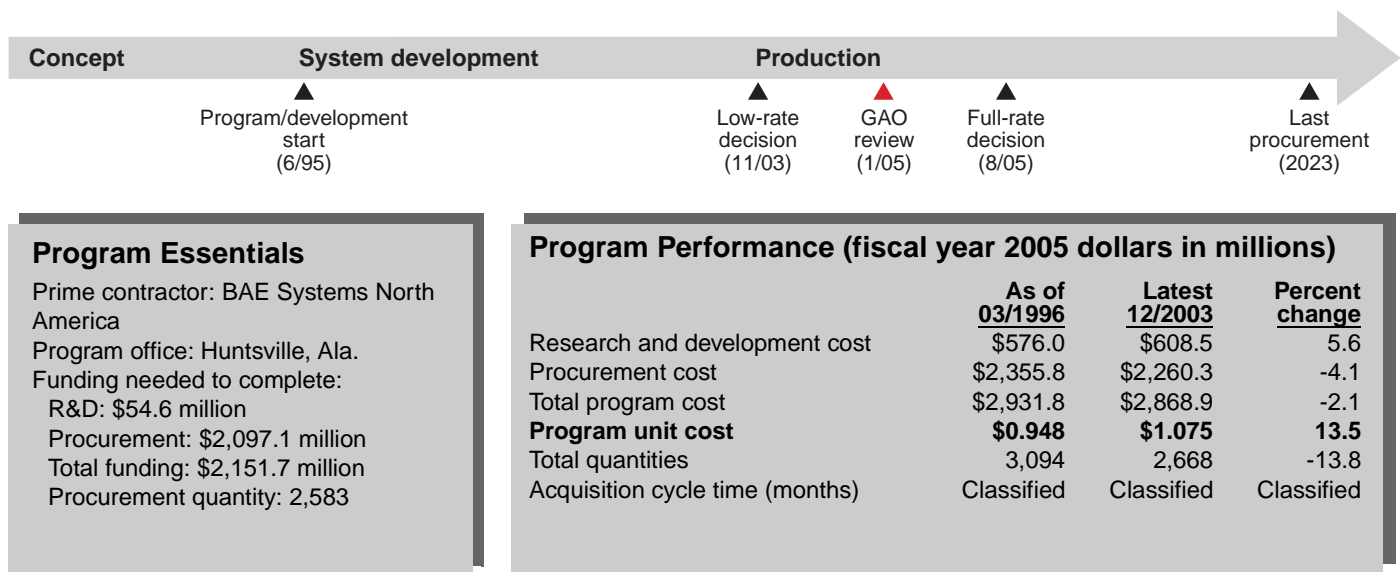 Concept
System development
Production
Program/development
start
(6/95)
Low-rate
decision
(11/03)
GAO
review
(1/05)
Full-rate
decision
(8/05)
Last
procurement
(2023)
Program Essentials
Prime contractor: BAE Systems North
America
Program office: Huntsville, Ala.
Funding needed to complete:
R&D: $54.6 million
Procurement: $2,097.1 million
Total funding: $2,151.7 million
Procurement quantity: 2,583
Program Performance (fiscal year 2005 dollars in millions)
As of Latest Percent
03/1996 12/2003 change
Research and development cost $576.0 $608.5 5.6
Procurement cost $2,355.8 $2,260.3 -4.1
Total program cost $2,931.8 $2,868.9 -2.1
Program unit cost $0.948 $1.075 13.5
Total quantities 3,094 2,668 -13.8
Acquisition cycle time (months) Classified Classified Classified